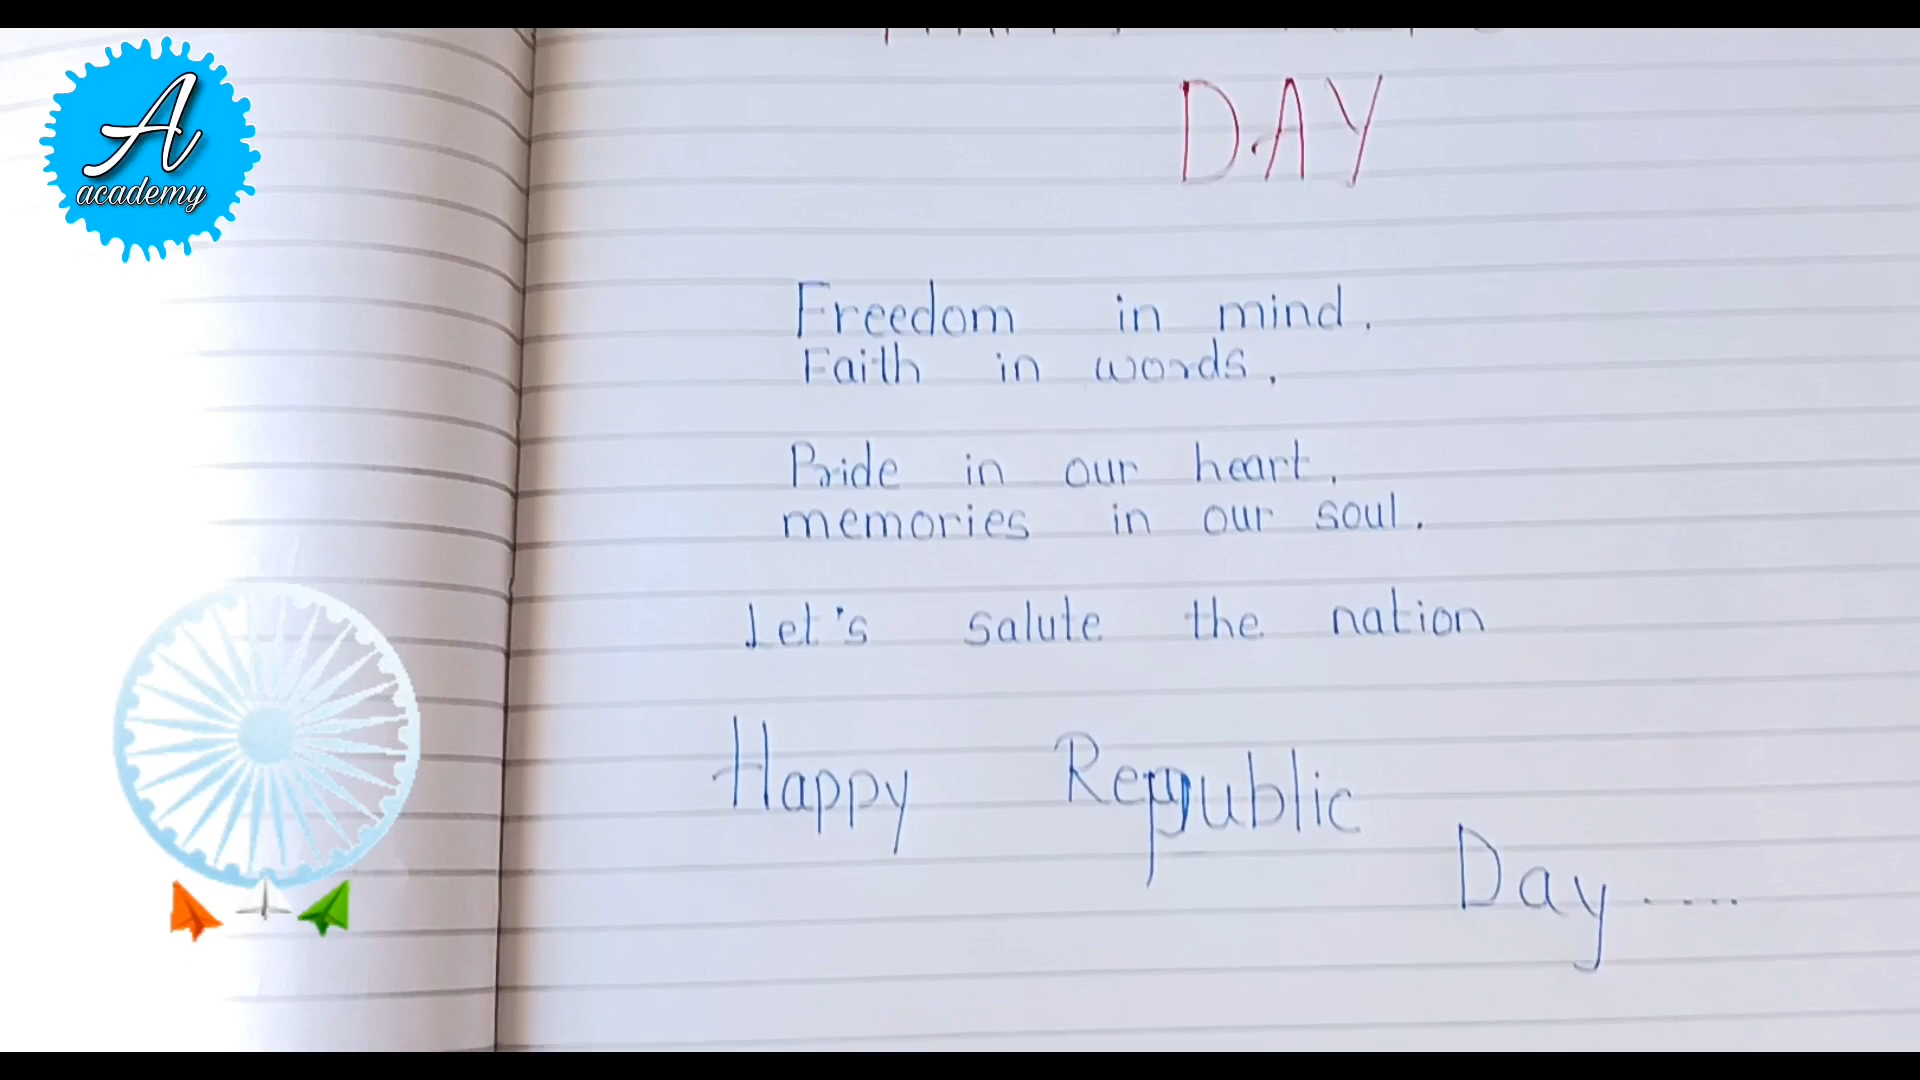 A
academy
DAY
Freedom in mind.
Faith in words,
Pride in our heart,
memories in our soul.
Let's salute the nation
Happy Republic
Day....